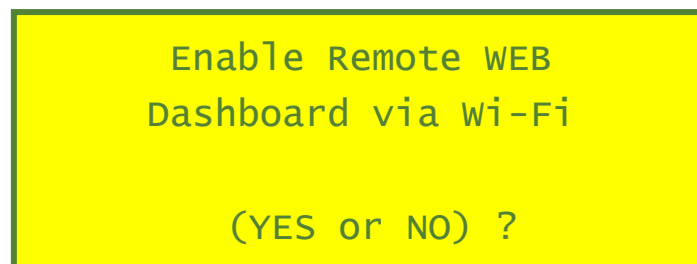 Enable Remote WEB
Dashboard via Wi-Fi
(YES or NO) ?